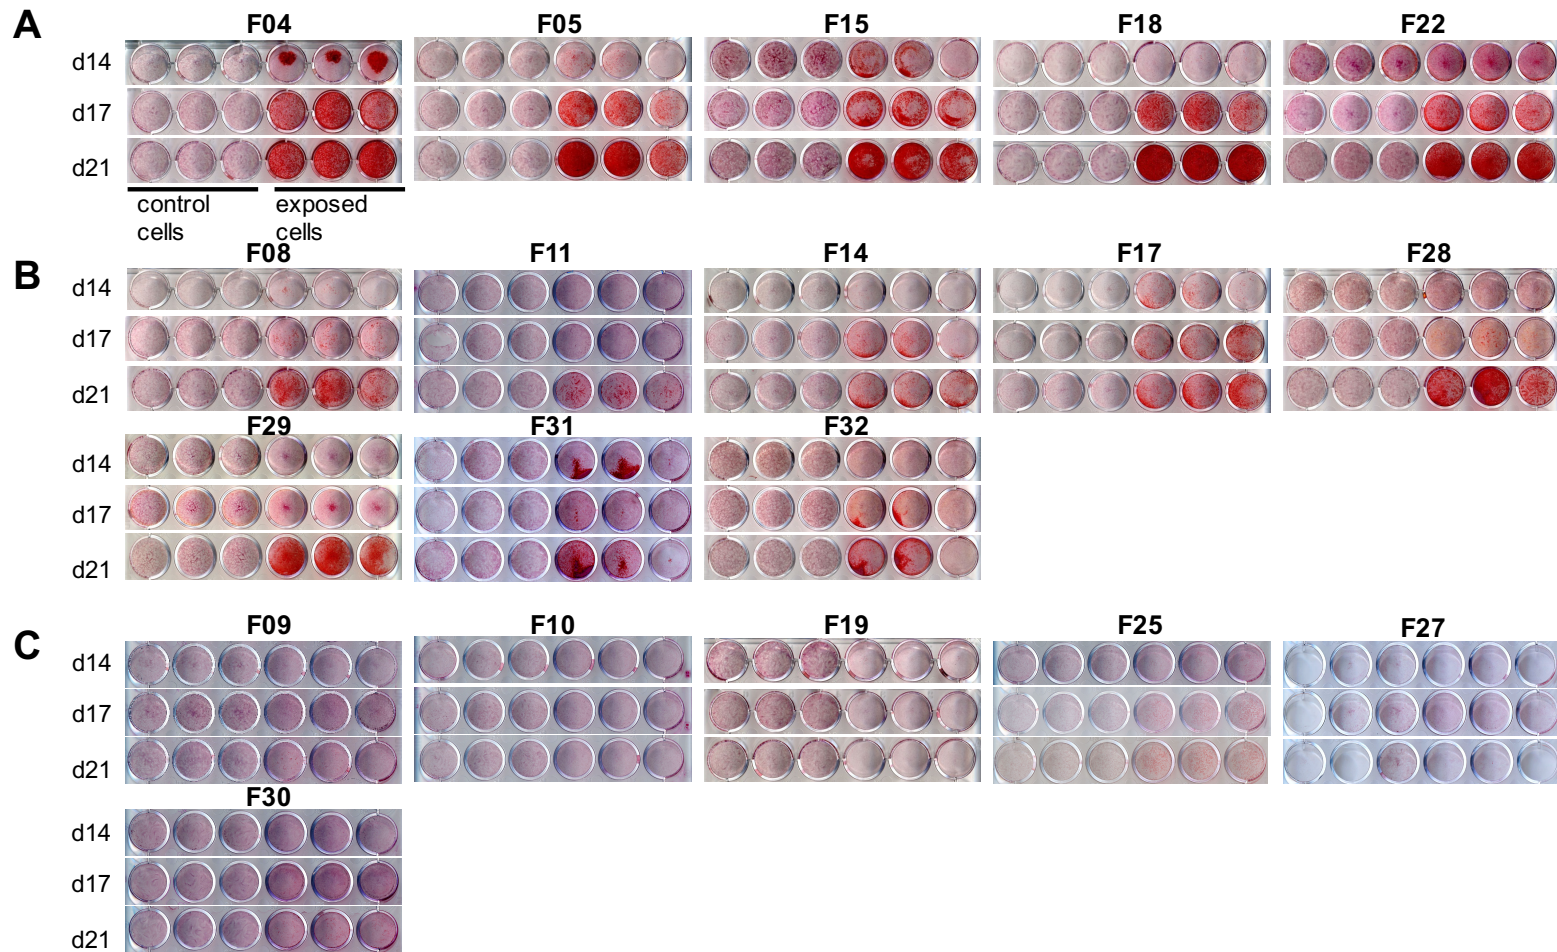 A
F04 F05 F15 F18 F22
d14
d17
d21
control cells
exposed cells
B
F08 F11 F14 F17 F28
d14
d17
d21
F29 F31 F32
d14
d17
d21
C
F09 F10 F19 F25 F27
d14
d17
d21
F30
d14
d17
d21